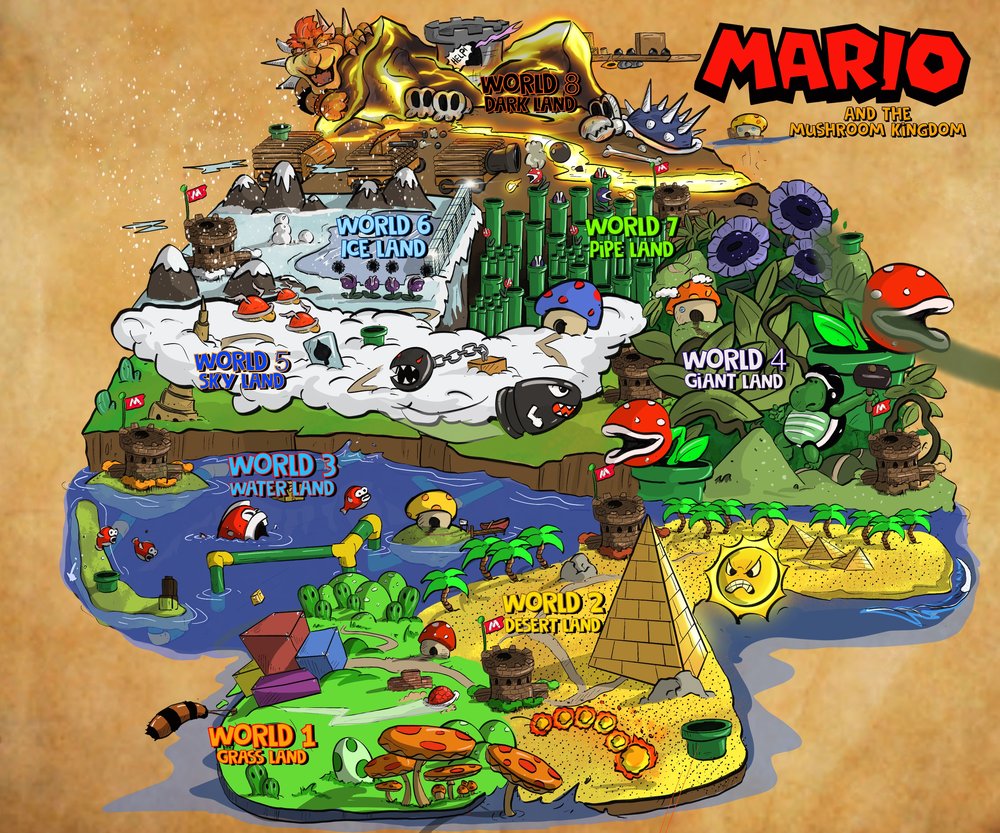 MARIO
AND THE
MUSHROOM KINGDOM
HELP
WORLD 8
DARK LAND
WORLD 6
ICE LAND
WORLD 7
PIPE LAND
WORLD 5
SKY LAND
WORLD 4
GIANT LAND
WORLD 3
WATER LAND
WORLD 2
DESERT LAND
WORLD 1
GRASS LAND
M
M
M
M
M
M